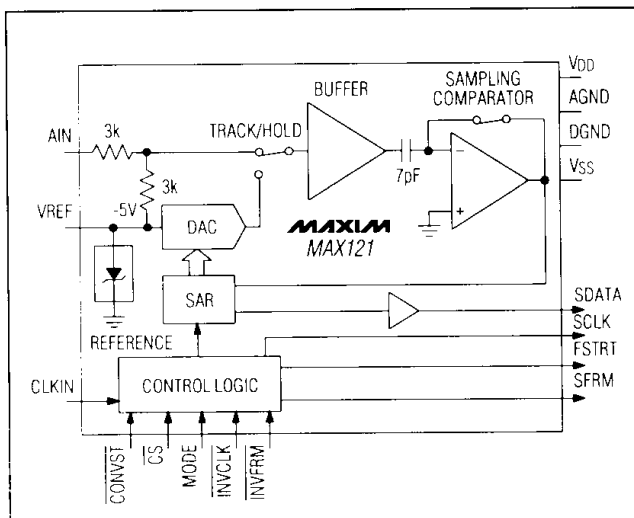 VDD
SAMPLING
COMPARATOR
BUFFER
AGND
3k
TRACK/HOLD
DGND
AIN
7pF
VSS
3k
-
+
VREF
-5V
DAC
MAXIM
MAX121
SAR
SDATA
REFERENCE
SCLK
FSTRT
CLKIN
CONTROL LOGIC
SFRM
CONVST
CS
MODE
INVCLK
INVFRM